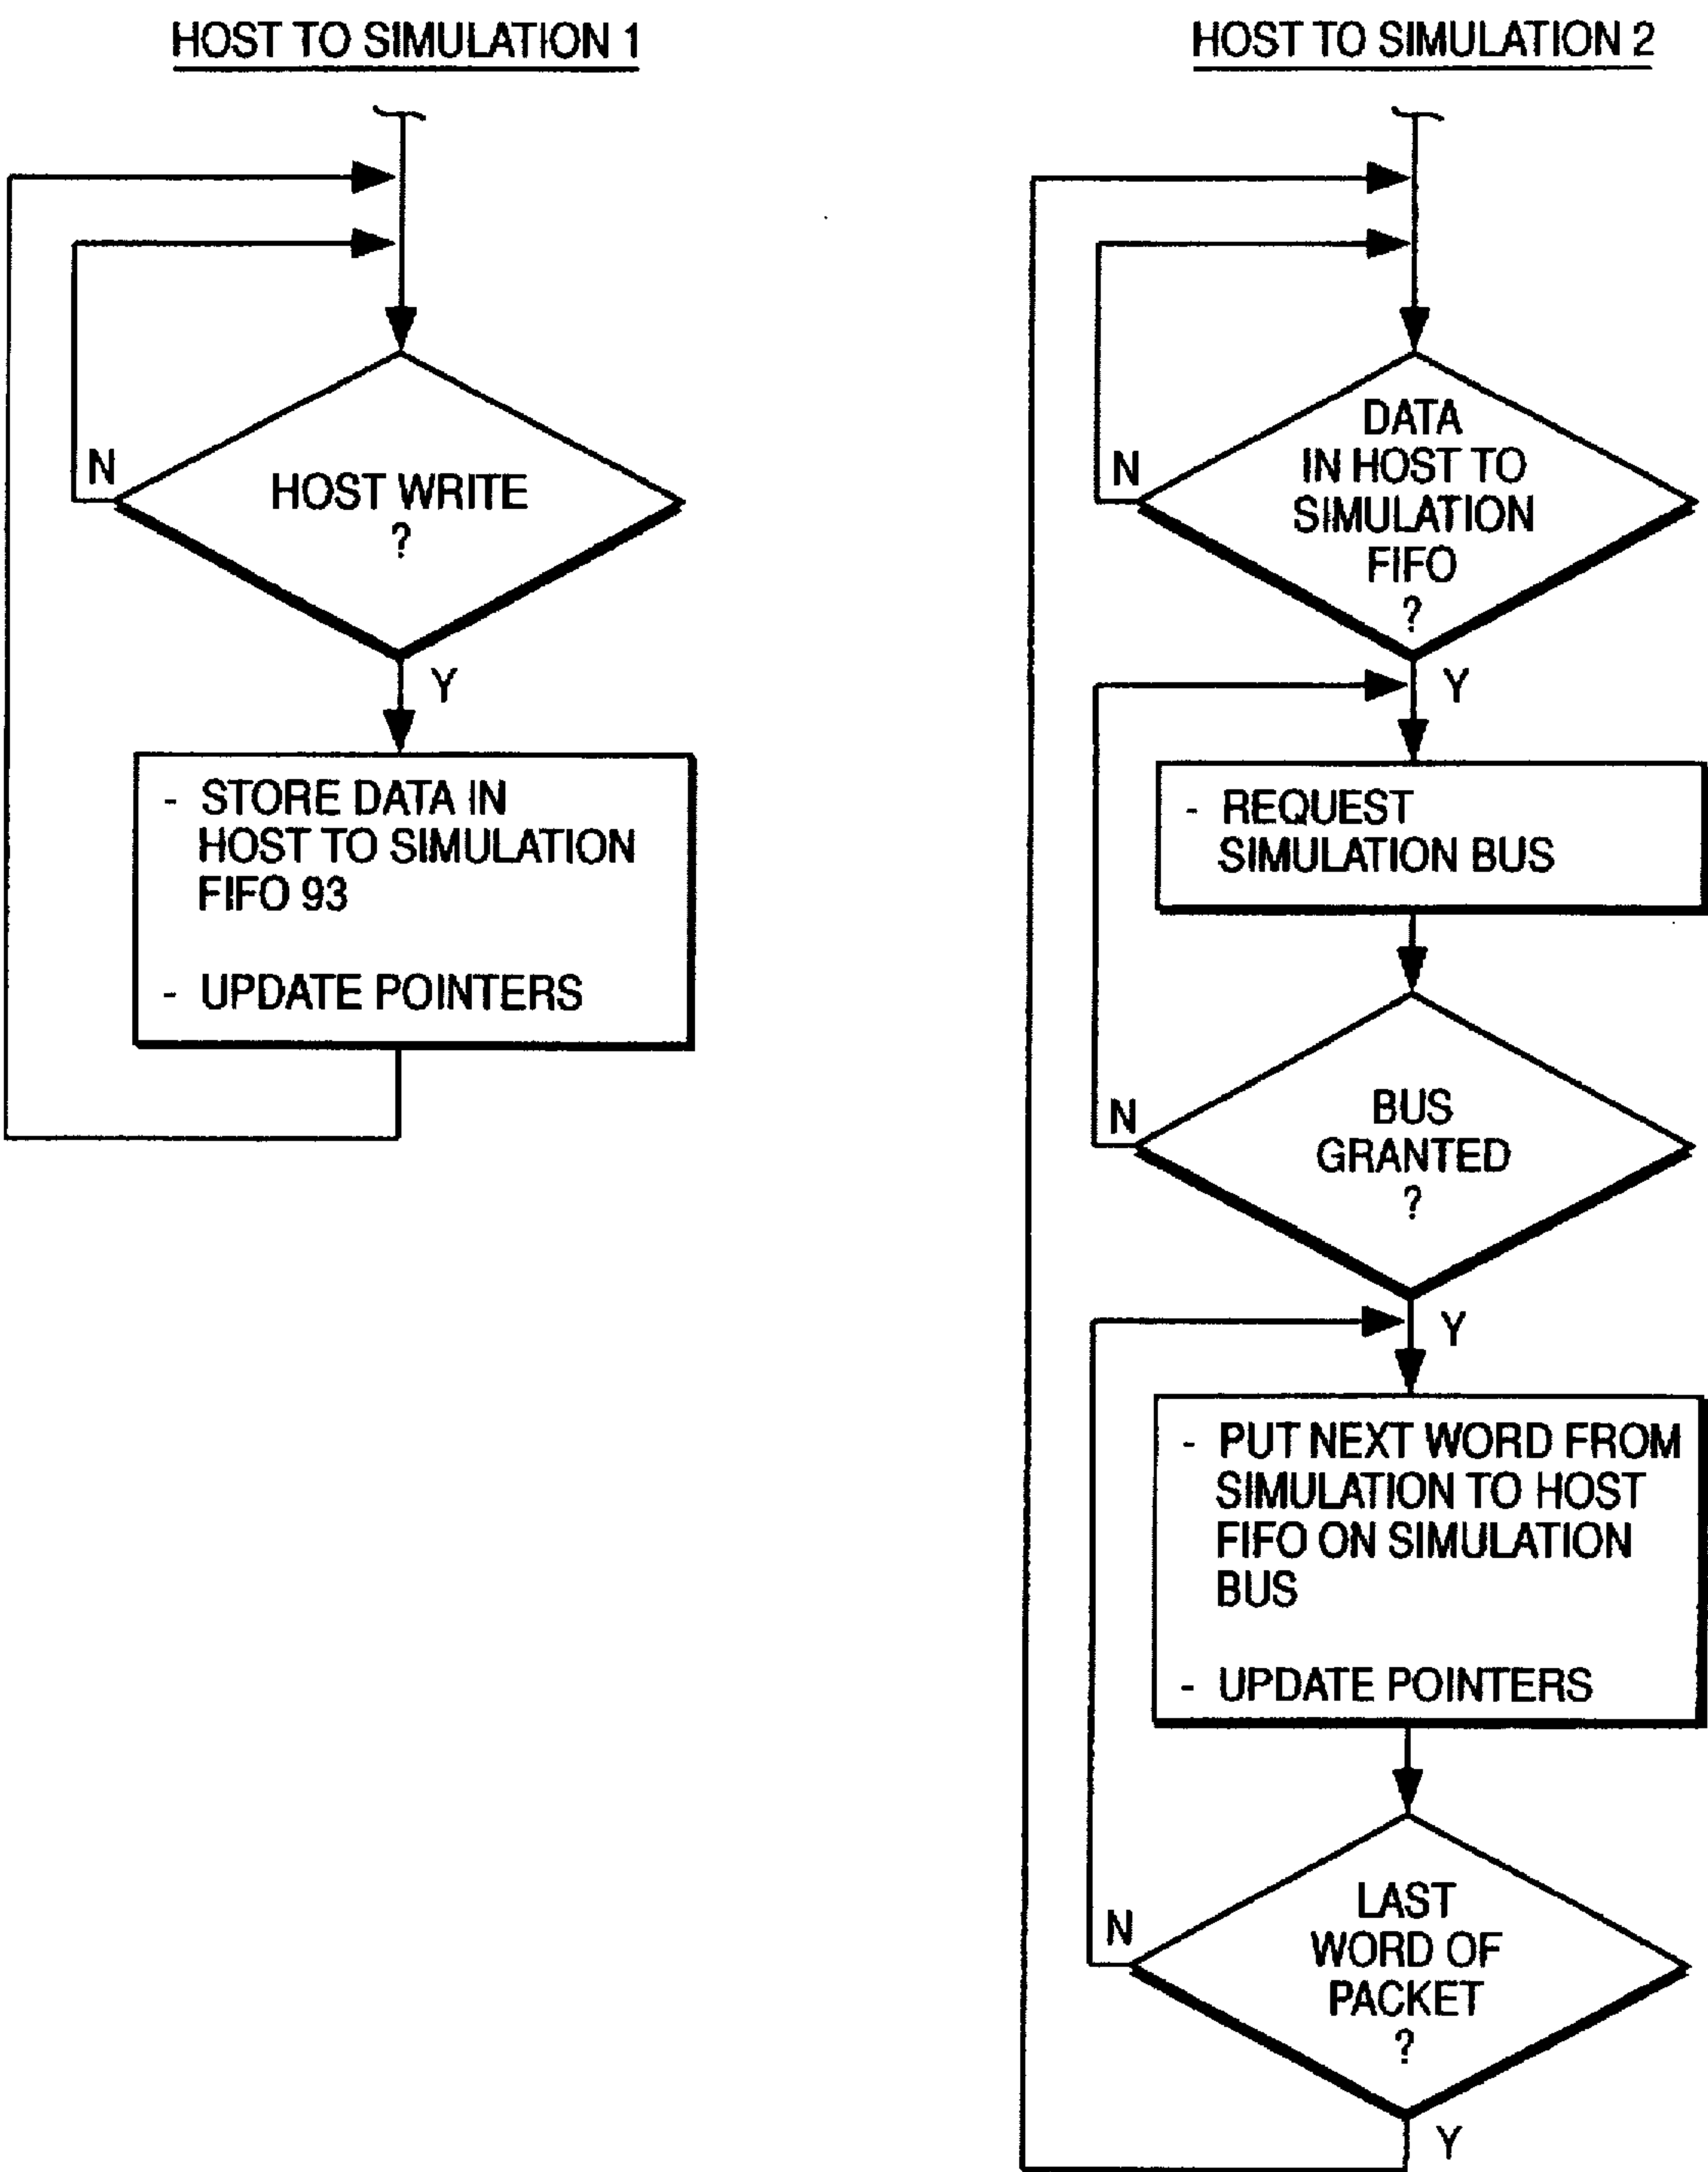 HOST TO SIMULATION 1
N
HOST WRITE
?
Y
- STORE DATA IN
HOST TO SIMULATION
FIFO 93
- UPDATE POINTERS
HOST TO SIMULATION 2
DATA
N
IN HOST TO
SIMULATION
FIFO
?
Y
- REQUEST
SIMULATION BUS
N
BUS
GRANTED
?
Y
- PUT NEXT WORD FROM
SIMULATION TO HOST
FIFO ON SIMULATION
BUS
- UPDATE POINTERS
LAST
N
WORD OF
PACKET
?
Y